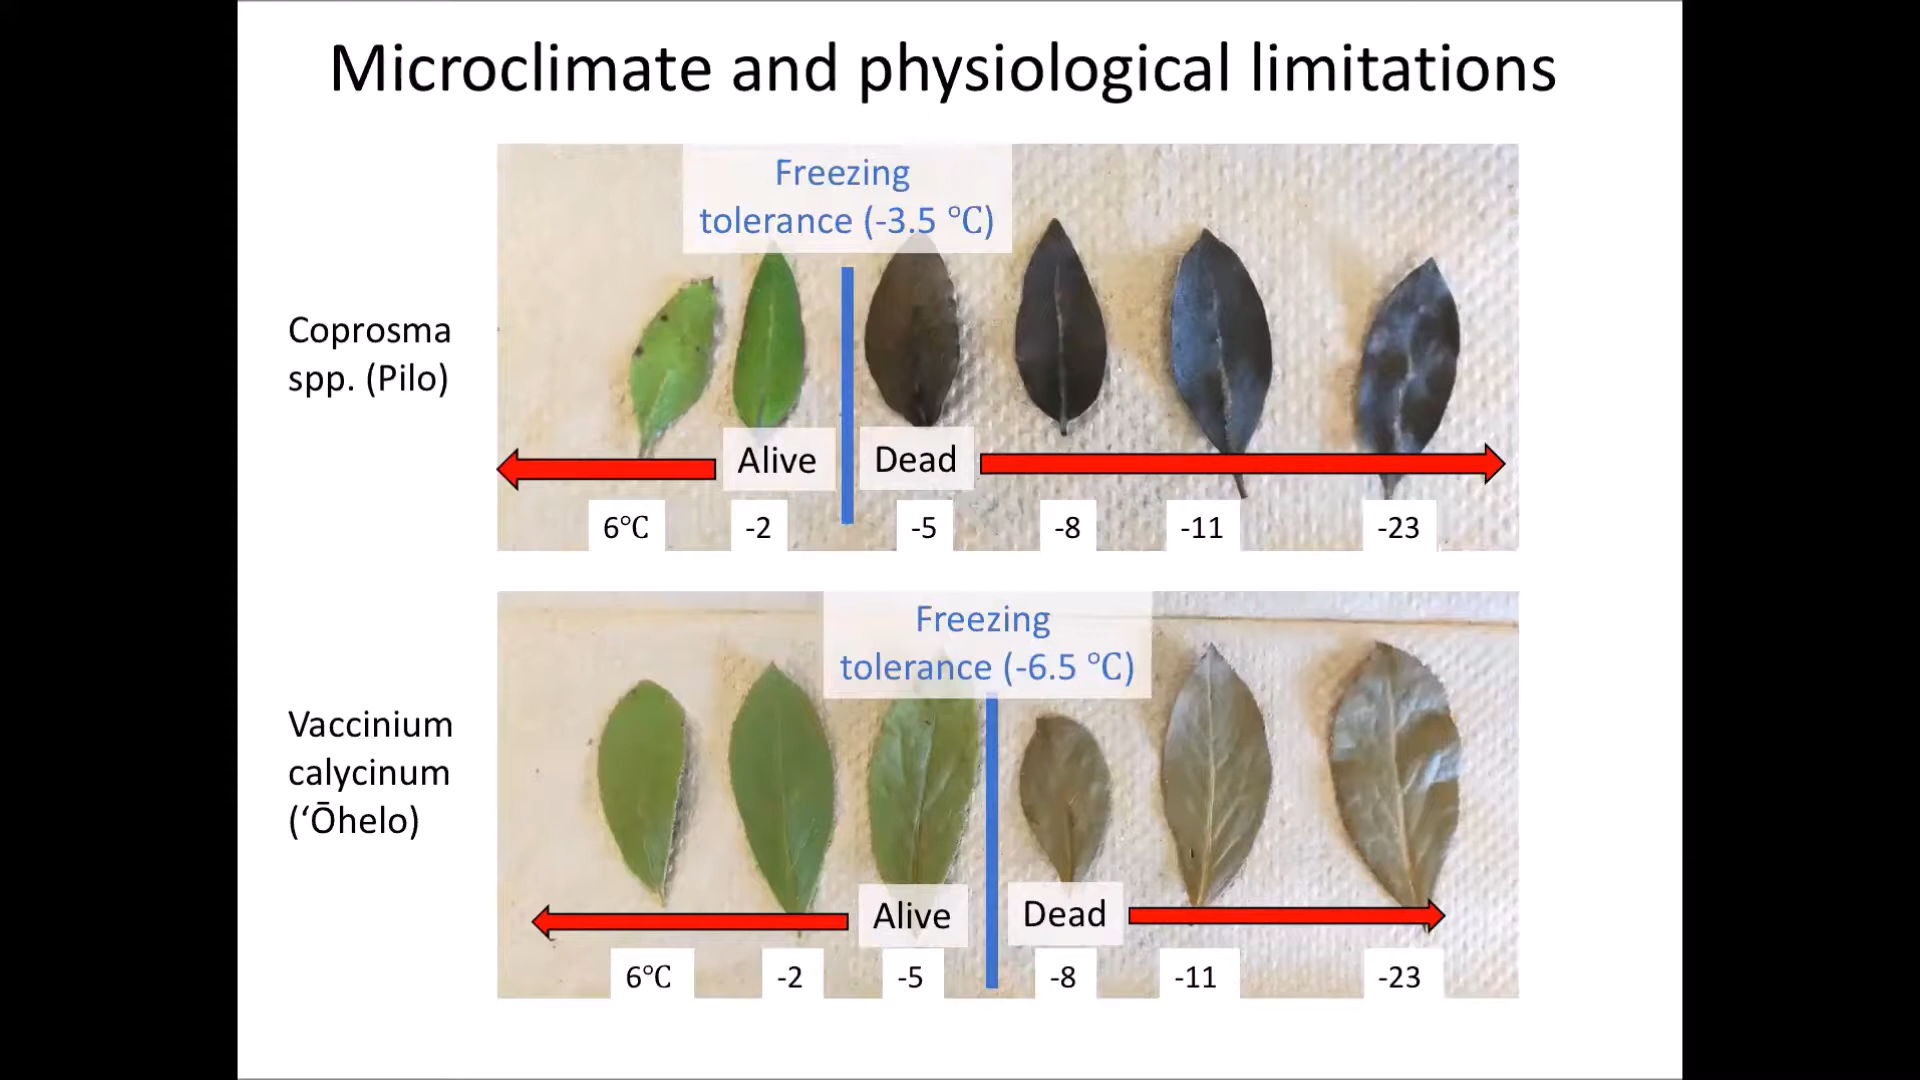 Microclimate and physiological limitations
Freezing
tolerance (-3.5 °C)
Coprosma
spp. (Pilo)
Alive
Dead
6°C
-2
-5
-8
-11
-23
Freezing
tolerance (-6.5 °C)
Vaccinium
calycinum
(‘Ōhelo)
Alive
Dead
6°C
-2
-5
-8
-11
-23